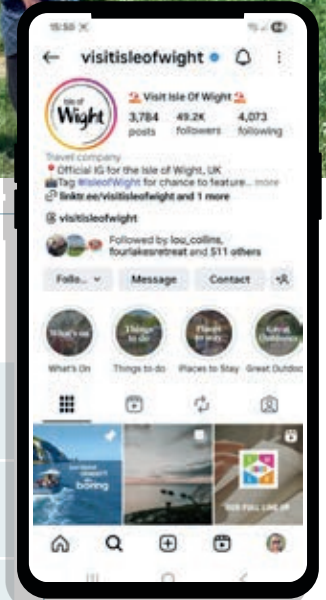 15:55
visitisleofwight
Isle of
Wight
Visit Isle Of Wight
3,784 49.2K 4,073
posts followers following
Travel company
Official IG for the Isle of Wight, UK
Tag #IsleofWight for chance to feature... more
linktr.ee/visitisleofwight and 1 more
visitisleofwight
Followed by lou_collins,
fourlakesretreat and 511 others
Follo... Message Contact
What's on
Things
to do
Places
to stay
Great
Outdoors
What's On Things to do Places to Stay Great Outdoo
boring
OUR FULL LINE UP